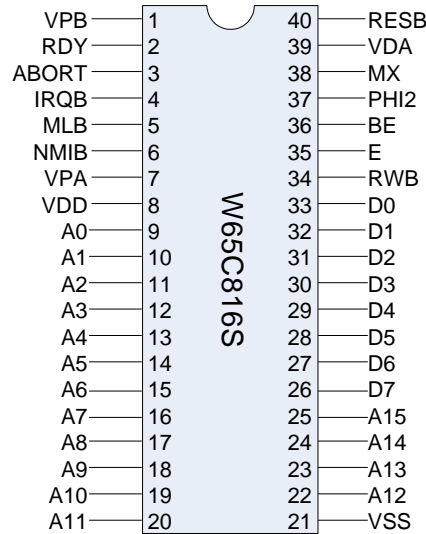 VPB 1 40 RESB
RDY 2 39 VDA
ABORT 3 38 MX
IRQB 4 37 PHI2
MLB 5 36 BE
NMIB 6 35 E
VPA 7 34 RWB
VDD 8 33 D0
A0 9 32 D1
A1 10 31 D2
A2 11 30 D3
A3 12 29 D4
A4 13 28 D5
A5 14 27 D6
A6 15 26 D7
A7 16 25 A15
A8 17 24 A14
A9 18 23 A13
A10 19 22 A12
A11 20 21 VSS
W65C816S